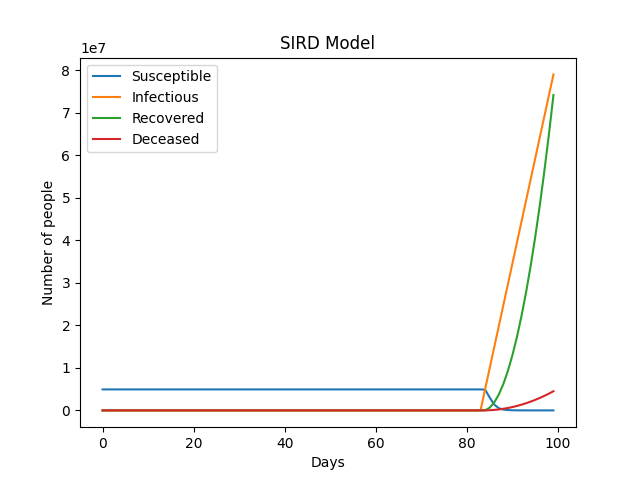 SIRD Model
1e7
Susceptible
Infectious
Recovered
Deceased
8
7
6
5
4
3
2
1
0
Number of people
0 20 40 60 80 100
Days